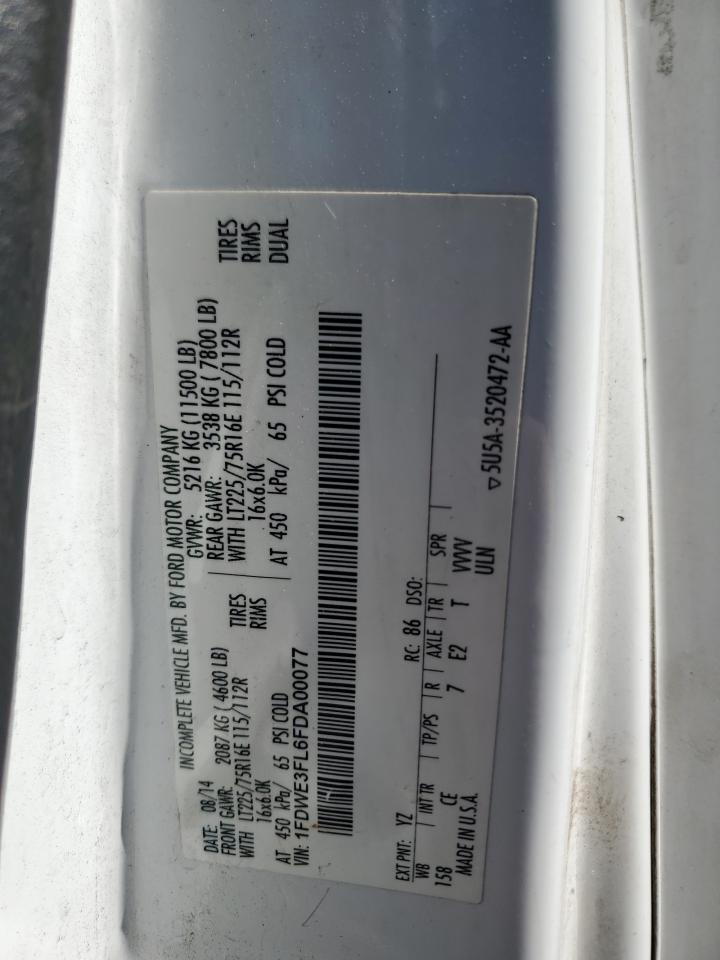 INCOMPLETE VEHICLE MFD. BY FORD MOTOR COMPANY
DATE: 08/14 GVWR: 5216 KG (11500 LB)
FRONT GAWR: 2087 KG ( 4600 LB) REAR GAWR: 3538 KG ( 7800 LB)
WITH LT225/75R16E 115/112R TIRES WITH LT225/75R16E 115/112R TIRES
16x6.0K RIMS 16x6.0K RIMS
AT 450 kPa/ 65 PSI COLD AT 450 kPa/ 65 PSI COLD DUAL
VIN: 1FDWE3FL6FDA00077
EXT PNT: YZ RC: 86 DSO:
WB INT TR TP/PS R AXLE TR SPR
158 CE 7 E2 T VVVV
MADE IN U.S.A. ULN
▽5U5A-3520472-AA